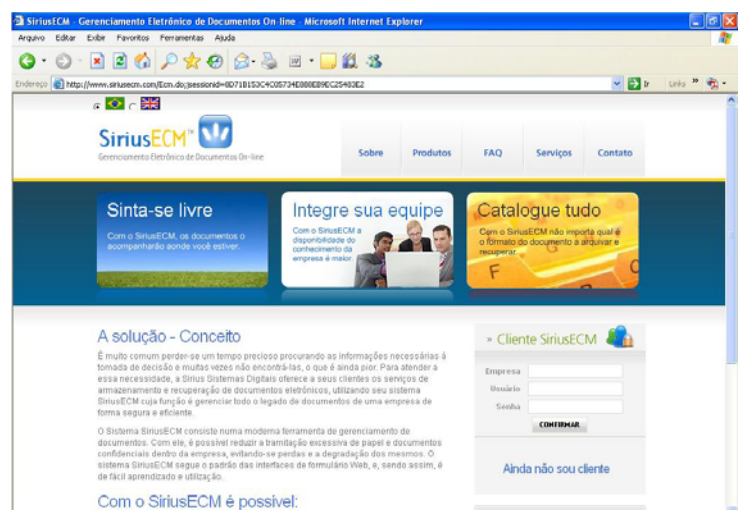 SiriusECM - Gerenciamento Eletrônico de Documentos On-line - Microsoft Internet Explorer
Arquivo Editar Exibir Favoritos Ferramentas Ajuda
Endereço http://www.siriusecm.com/Ecm.do;jsessionid=8D71B153C4C05734E888E89EC25483E2 Ir Links »
SiriusECM™
Gerenciamento Eletrônico de Documentos On-line
Sobre Produtos FAQ Serviços Contato
Sinta-se livre
Com o SiriusECM, os documentos o
acompanharão aonde você estiver.
Integre sua equipe
Com o SiriusECM a
disponibilidade do
conhecimento da
empresa é maior.
Catalogue tudo
Com o SiriusECM não importa qual é
o formato do documento a arquivar e
recuperar.
F
A solução - Conceito
É muito comum perder-se um tempo precioso procurando as informações necessárias à
tomada de decisão e muitas vezes não encontrá-las, o que é ainda pior. Para atender a
essa necessidade, a Sirius Sistemas Digitais oferece a seus clientes os serviços de
armazenamento e recuperação de documentos eletrônicos, utilizando seu sistema
SiriusECM cuja função é gerenciar todo o legado de documentos de uma empresa de
forma segura e eficiente.
O Sistema SiriusECM consiste numa moderna ferramenta de gerenciamento de
documentos. Com ele, é possível reduzir a tramitação excessiva de papel e documentos
confidenciais dentro da empresa, evitando-se perdas e a degradação dos mesmos. O
sistema SiriusECM segue o padrão das interfaces de formulário Web, e, sendo assim, é
de fácil aprendizado e utilização.
Com o SiriusECM é possível:
» Cliente SiriusECM
Empresa
Usuário
Senha
CONFIRMAR
Ainda não sou cliente